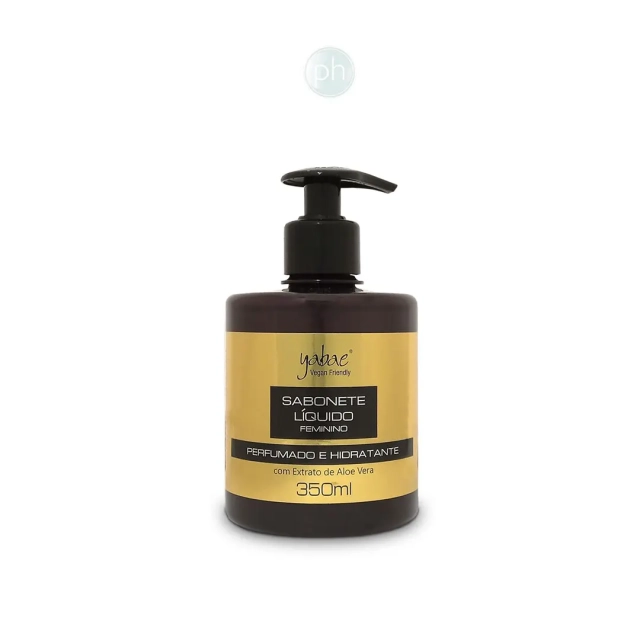 ph
yabae®
Vegan Friendly
SABONETE
LÍQUIDO
FEMININO
PERFUMADO E HIDRATANTE
com Extrato de Aloe Vera
350ml